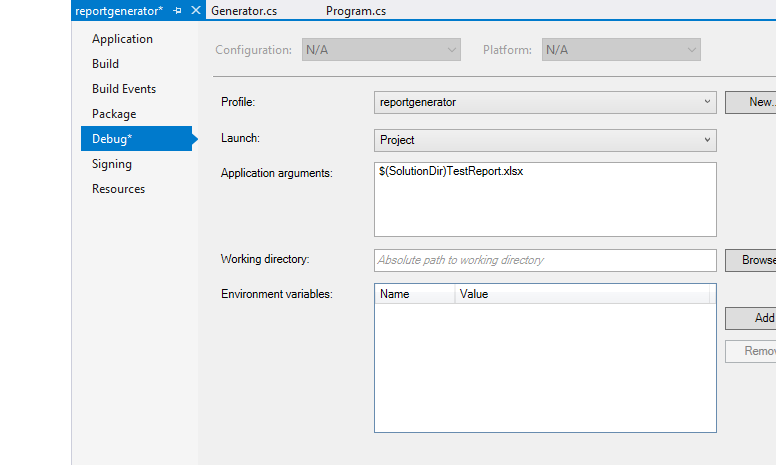 reportgenerator*
Generator.cs
Program.cs
Application
Build
Build Events
Package
Debug*
Signing
Resources
Configuration: N/A
Platform: N/A
Profile: reportgenerator
New..
Launch: Project
Application arguments: $(SolutionDir)TestReport.xlsx
Working directory: Absolute path to working directory
Browse
Environment variables: Name Value
Add
Remov